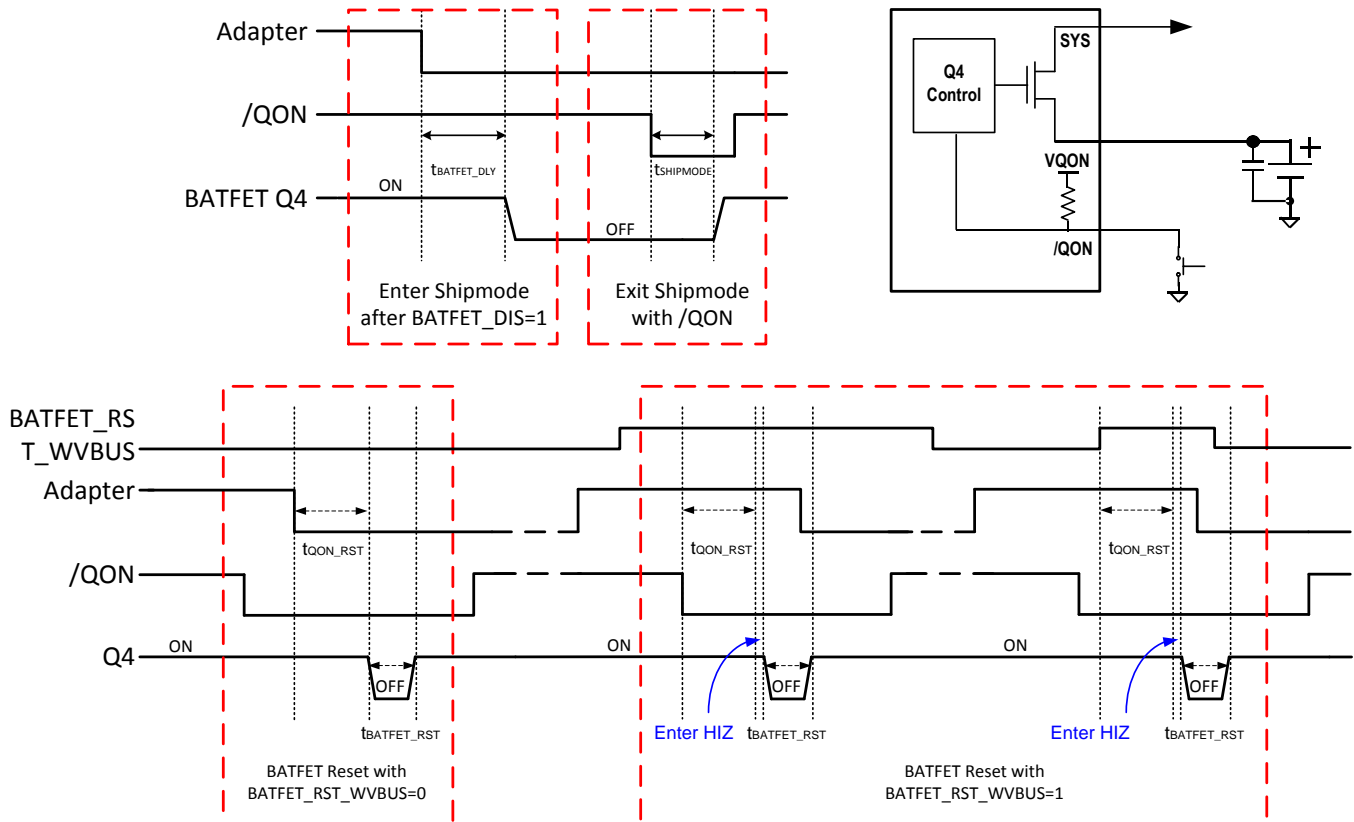 Adapter
/QON
tBATFET_DLY
tSHIPMODE
BATFET Q4
ON
OFF
Enter Shipmode
after BATFET_DIS=1
Exit Shipmode
with /QON
SYS
Q4
Control
VQON
+
/QON
BATFET_RS
T_WVBUS
Adapter
tQON_RST
tQON_RST
tQON_RST
/QON
Q4
ON
ON
ON
OFF
OFF
OFF
Enter HIZ
Enter HIZ
tBATFET_RST
tBATFET_RST
tBATFET_RST
BATFET Reset with
BATFET_RST_WVBUS=0
BATFET Reset with
BATFET_RST_WVBUS=1